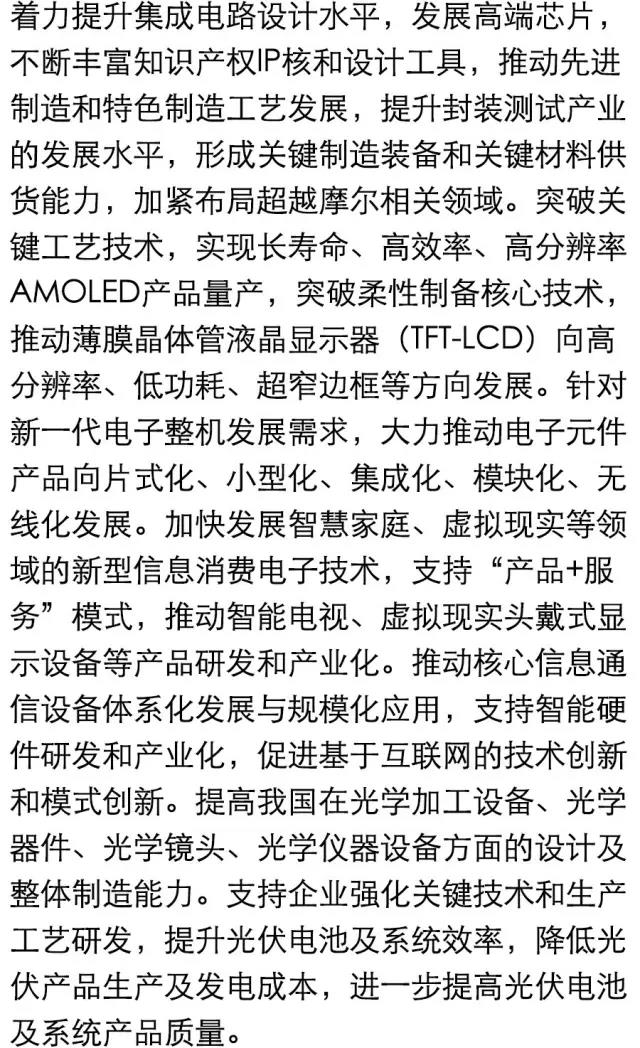 着力提升集成电路设计水平，发展高端芯片，
不断丰富知识产权IP核和设计工具，推动先进
制造和特色制造工艺发展，提升封装测试产业
的发展水平，形成关键制造装备和关键材料供
货能力，加紧布局超越摩尔相关领域。突破关
键工艺技术，实现长寿命、高效率、高分辨率
AMOLED产品量产，突破柔性制备核心技术，
推动薄膜晶体管液晶显示器（TFT-LCD）向高
分辨率、低功耗、超窄边框等方向发展。针对
新一代电子整机发展需求，大力推动电子元件
产品向片式化、小型化、集成化、模块化、无
线化发展。加快发展智慧家庭、虚拟现实等领
域的新型信息消费电子技术，支持“产品+服
务”模式，推动智能电视、虚拟现实头戴式显
示设备等产品研发和产业化。推动核心信息通
信设备体系化发展与规模化应用，支持智能硬
件研发和产业化，促进基于互联网的技术创新
和模式创新。提高我国在光学加工设备、光学
器件、光学镜头、光学仪器设备方面的设计及
整体制造能力。支持企业强化关键技术和生产
工艺研发，提升光伏电池及系统效率，降低光
伏产品生产及发电成本，进一步提高光伏电池
及系统产品质量。